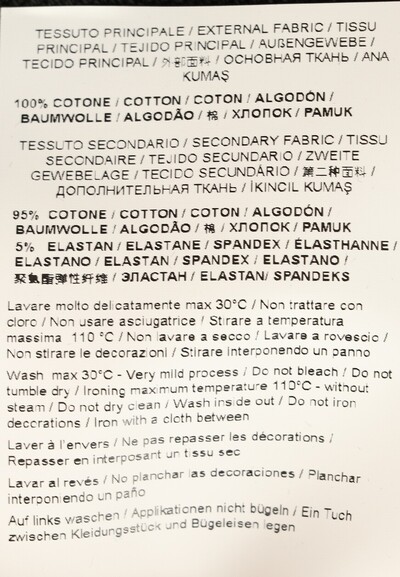 TESSUTO PRINCIPALE / EXTERNAL FABRIC / TISSU
PRINCIPAL / TEJIDO PRINCIPAL / AUßENGEWEBE /
TECIDO PRINCIPAL / 外部面料 / ОСНОВНАЯ ТКАНЬ / ANA
KUMAŞ
100% COTONE / COTTON / COTON / ALGODÓN /
BAUMWOLLE / ALGODÃO / 棉 / ХЛОПОК / PAMUK
TESSUTO SECONDARIO / SECONDARY FABRIC / TISSU
SECONDAIRE / TEJIDO SECUNDARIO / ZWEITE
GEWEBELAGE / TECIDO SECUNDÁRIO / 第二种面料 /
ДОПОЛНИТЕЛЬНАЯ ТКАНЬ / İKINCIL KUMAŞ
95% COTONE / COTTON / COTON / ALGODÓN /
BAUMWOLLE / ALGODÃO / 棉 / ХЛОПОК / PAMUK
5% ELASTAN / ELASTANE / SPANDEX / ÉLASTHANNE /
ELASTANO / ELASTAN / SPANDEX / ELASTANO /
聚氨酯弹性纤维 / ЭЛАСТАН / ELASTAN/ SPANDEKS
Lavare molto delicatamente max 30°C / Non trattare con
cloro / Non usare asciugatrice / Stirare a temperatura
massima 110 °C / Non lavare a secco / Lavare a rovescio /
Non stirare le decorazioni / Stirare interponendo un panno
Wash max 30°C - Very mild process / Do not bleach / Do not
tumble dry / Ironing maximum temperature 110°C - without
steam / Do not dry clean / Wash inside out / Do not iron
deccrations / Iron with a cloth between
Laver à l'envers / Ne pas repasser les décorations /
Repasser en interposant un tissu sec
Lavar al revés / No planchar las decoraciones / Planchar
interponiendo un paño
Auf links waschen / Applikationen nicht bügeln / Ein Tuch
zwischen Kleidungsstück und Bügeleisen legen